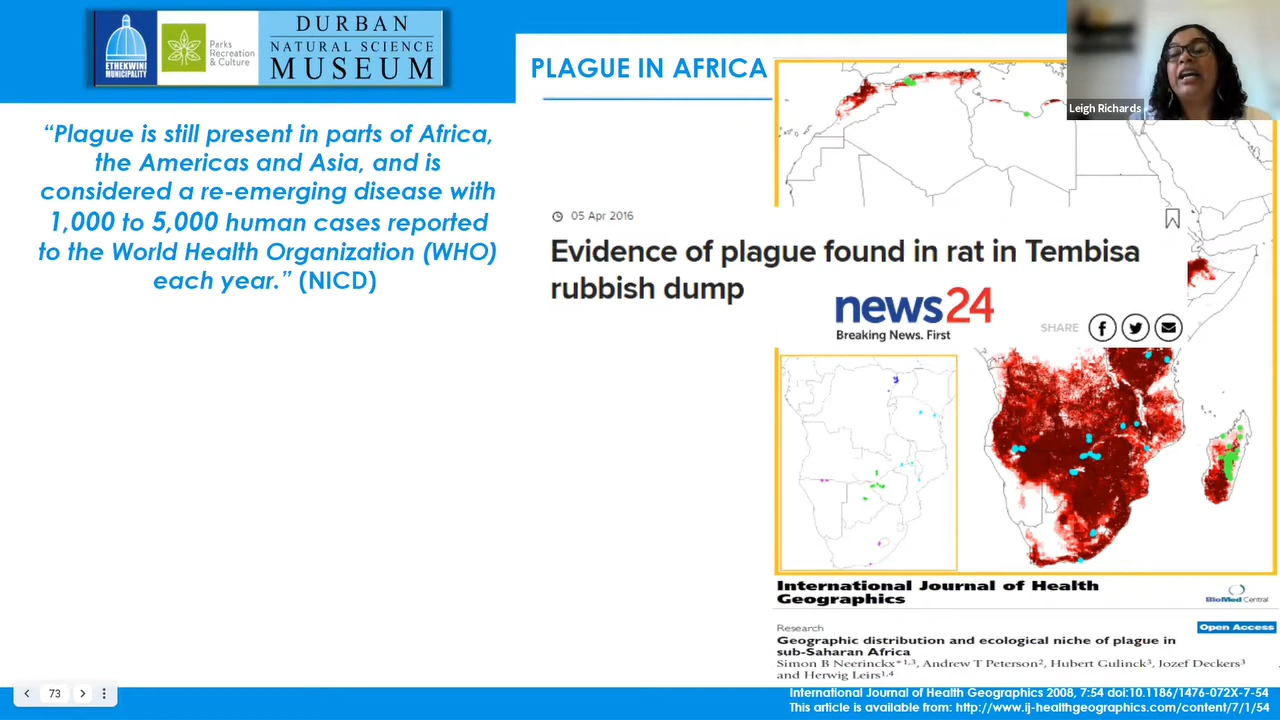 ETHEKWINI
MUNICIPALITY
Parks
Recreation
& Culture
DURBAN
NATURAL SCIENCE
MUSEUM
PLAGUE IN AFRICA
Leigh Richards
“Plague is still present in parts of Africa,
the Americas and Asia, and is
considered a re-emerging disease with
1,000 to 5,000 human cases reported
to the World Health Organization (WHO)
each year.” (NICD)
05 Apr 2016
Evidence of plague found in rat in Tembisa
rubbish dump
news24
Breaking News. First
SHARE
International Journal of Health
Geographics
BioMed Central
Research
Open Access
Geographic distribution and ecological niche of plague in
sub-Saharan Africa
Simon B Neerinckx*1,3, Andrew T Peterson2, Hubert Gulinck3, Jozef Deckers3
and Herwig Leirs1,4
International Journal of Health Geographics 2008, 7:54 doi:10.1186/1476-072X-7-54
This article is available from: http://www.ij-healthgeographics.com/content/7/1/54
73